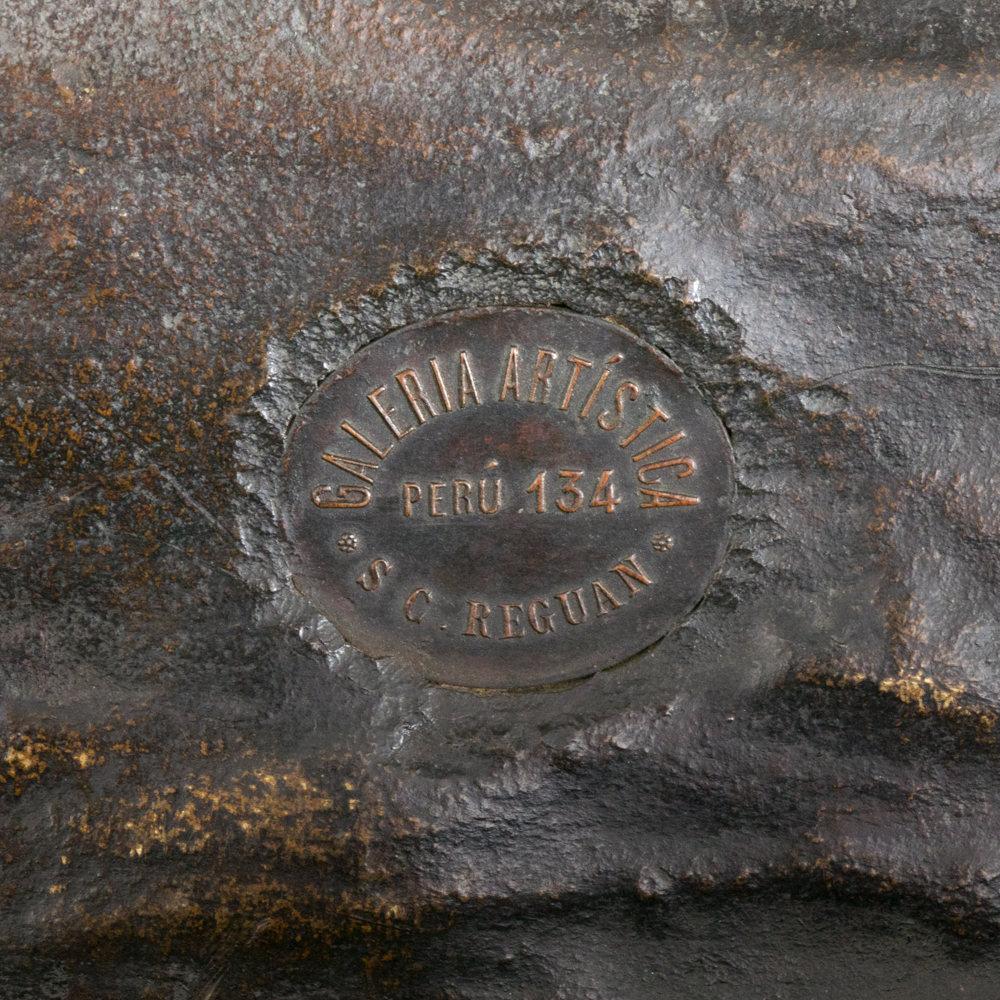 GALERIA ARTÍSTICA
PERÚ .134
S C. REGUAN